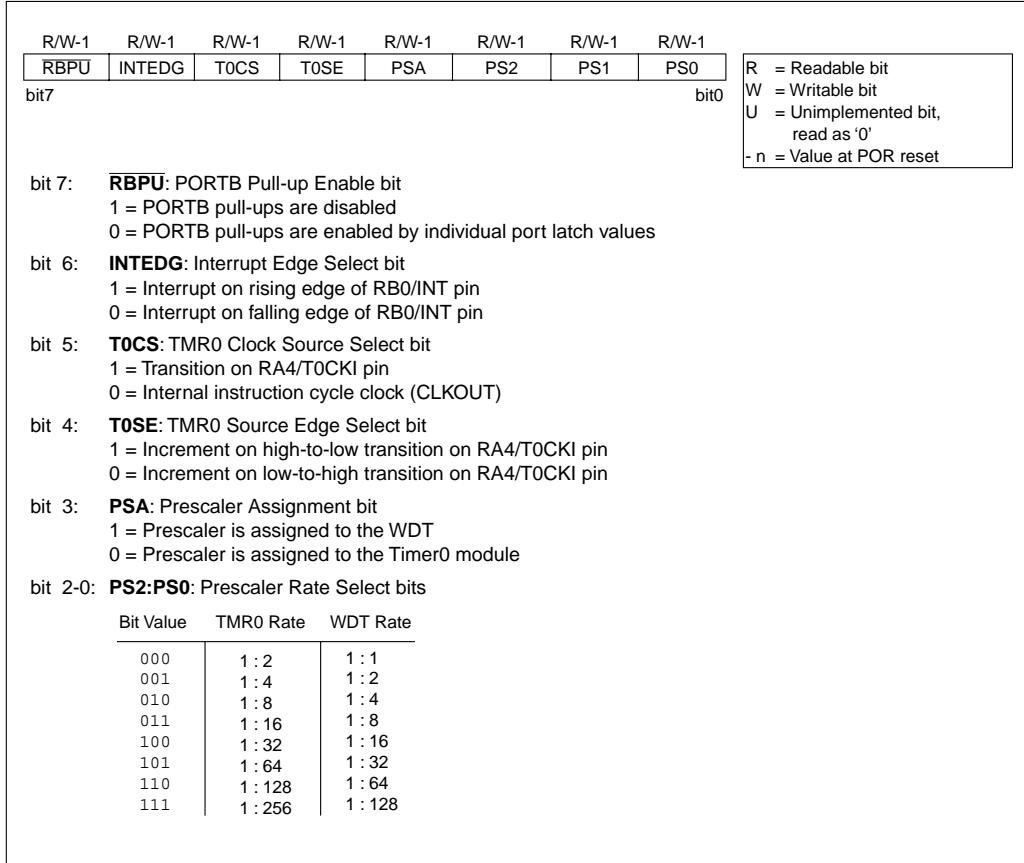 R/W-1 R/W-1 R/W-1 R/W-1 R/W-1 R/W-1 R/W-1 R/W-1
RBPU INTEDG T0CS T0SE PSA PS2 PS1 PS0
bit7 bit0
R = Readable bit
W = Writable bit
U = Unimplemented bit,
read as ‘0’
- n = Value at POR reset
bit 7: RBPU: PORTB Pull-up Enable bit
1 = PORTB pull-ups are disabled
0 = PORTB pull-ups are enabled by individual port latch values
bit 6: INTEDG: Interrupt Edge Select bit
1 = Interrupt on rising edge of RB0/INT pin
0 = Interrupt on falling edge of RB0/INT pin
bit 5: T0CS: TMR0 Clock Source Select bit
1 = Transition on RA4/T0CKI pin
0 = Internal instruction cycle clock (CLKOUT)
bit 4: T0SE: TMR0 Source Edge Select bit
1 = Increment on high-to-low transition on RA4/T0CKI pin
0 = Increment on low-to-high transition on RA4/T0CKI pin
bit 3: PSA: Prescaler Assignment bit
1 = Prescaler is assigned to the WDT
0 = Prescaler is assigned to the Timer0 module
bit 2-0: PS2:PS0: Prescaler Rate Select bits
Bit Value TMR0 Rate WDT Rate
000 1 : 2 1 : 1
001 1 : 4 1 : 2
010 1 : 8 1 : 4
011 1 : 16 1 : 8
100 1 : 32 1 : 16
101 1 : 64 1 : 32
110 1 : 128 1 : 64
111 1 : 256 1 : 128